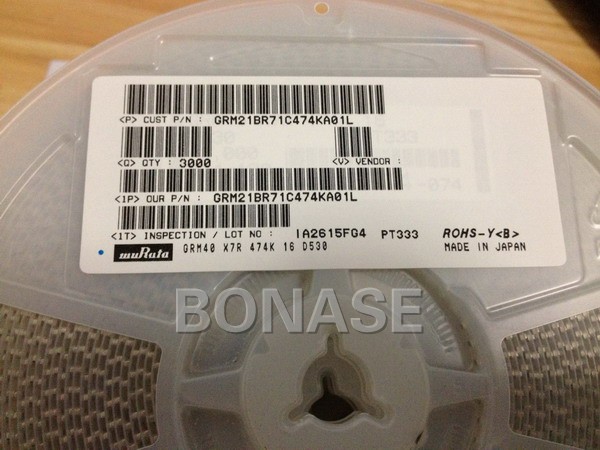 <P> CUST P/N : GRM21BR71C474KA01L
<Q> QTY : 3000 <V> VENDOR :
<1P> OUR P/N : GRM21BR71C474KA01L
<1T> INSPECTION / LOT NO : IA2615FG4 PT333 ROHS-Y<B>
muRata GRM40 X7R 474K 16 D530 MADE IN JAPAN
BONASE